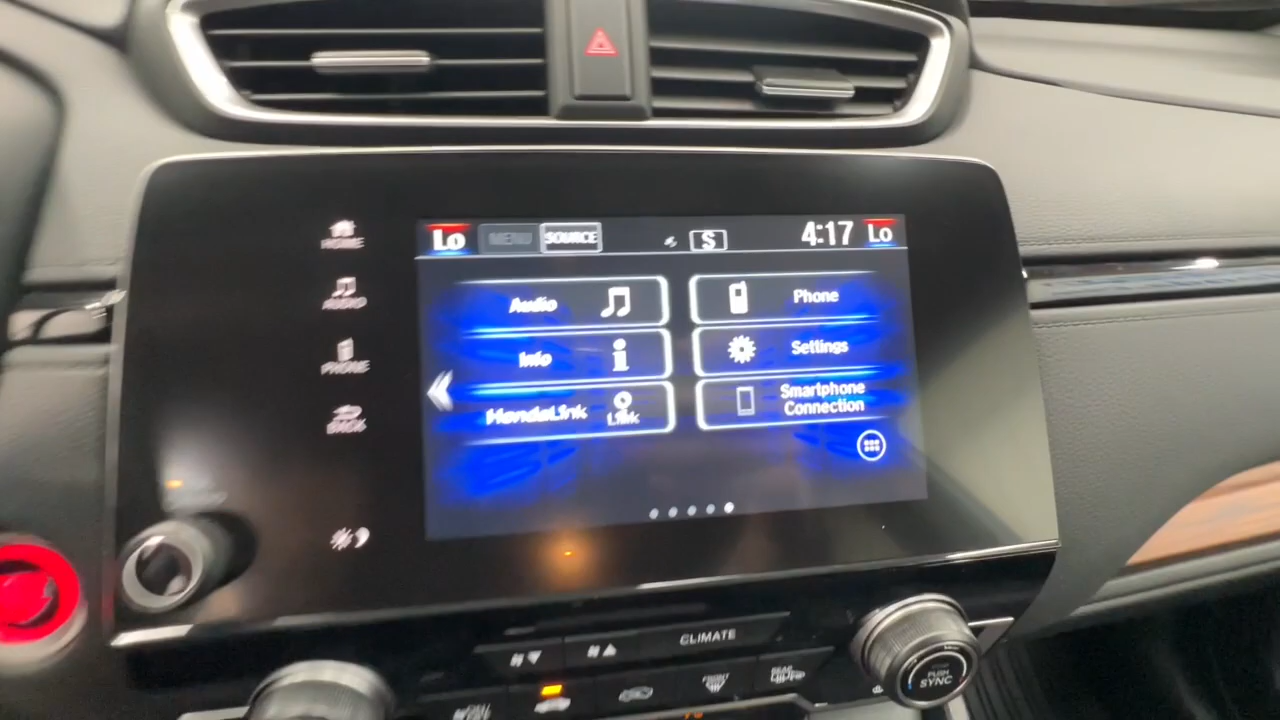 Lo MENU SOURCE S 4:17 Lo
HOME
AUDIO
PHONE
BACK
Audio
Phone
Info
Settings
HondaLink
Link
Smartphone
Connection
CLIMATE
FRONT
REAR
PUSH
SYNC